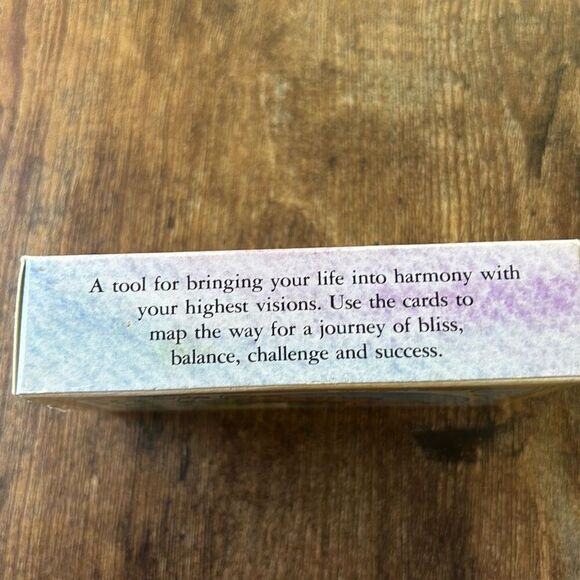 A tool for bringing your life into harmony with
your highest visions. Use the cards to
map the way for a journey of bliss,
balance, challenge and success.